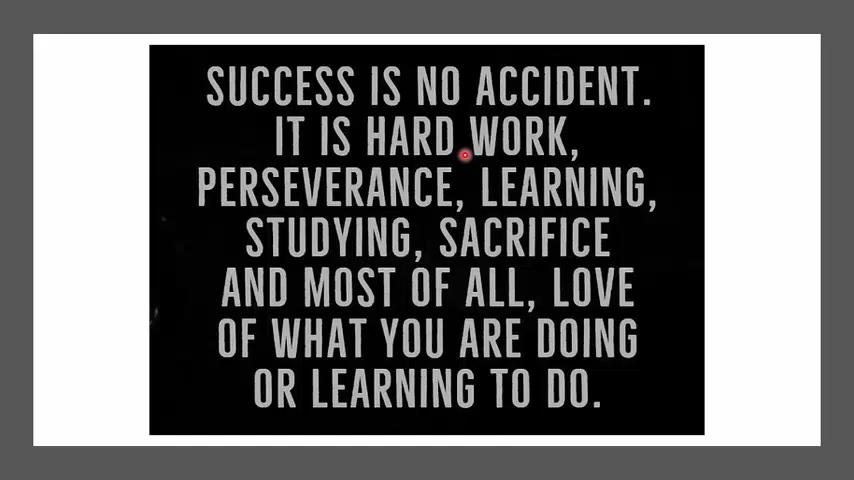 SUCCESS IS NO ACCIDENT.
IT IS HARD WORK,
PERSEVERANCE, LEARNING,
STUDYING, SACRIFICE
AND MOST OF ALL, LOVE
OF WHAT YOU ARE DOING
OR LEARNING TO DO.